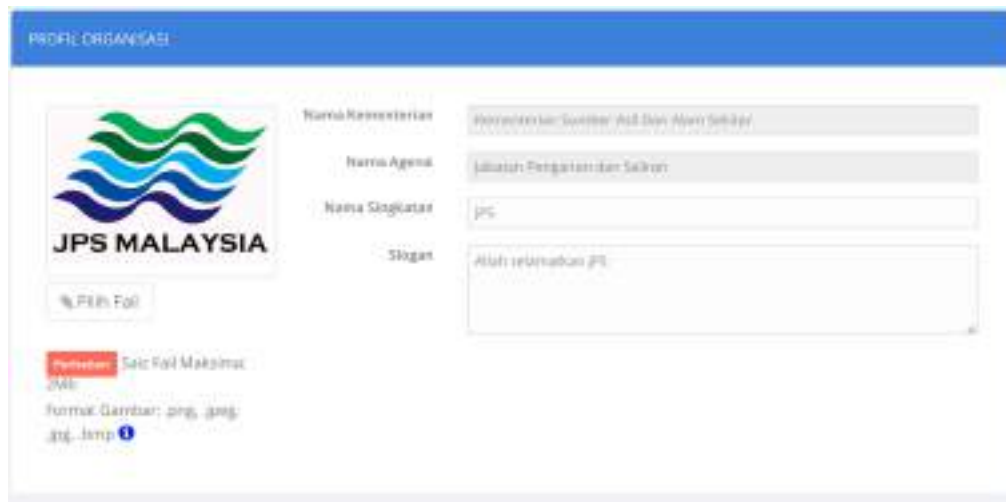 PROFIL ORGANISASI
JPS MALAYSIA
Pilih Fail
Perhatian Saiz Fail Maksima:
2Mb
Format Gambar: .png, .jpeg,
.jpg, .bmp
Nama Kementerian
Kementerian Sumber Asli Dan Alam Sekitar
Nama Agensi
Jabatan Pengairan dan Saliran
Nama Singkatan
JPS
Slogan
Allah selamatkan JPS